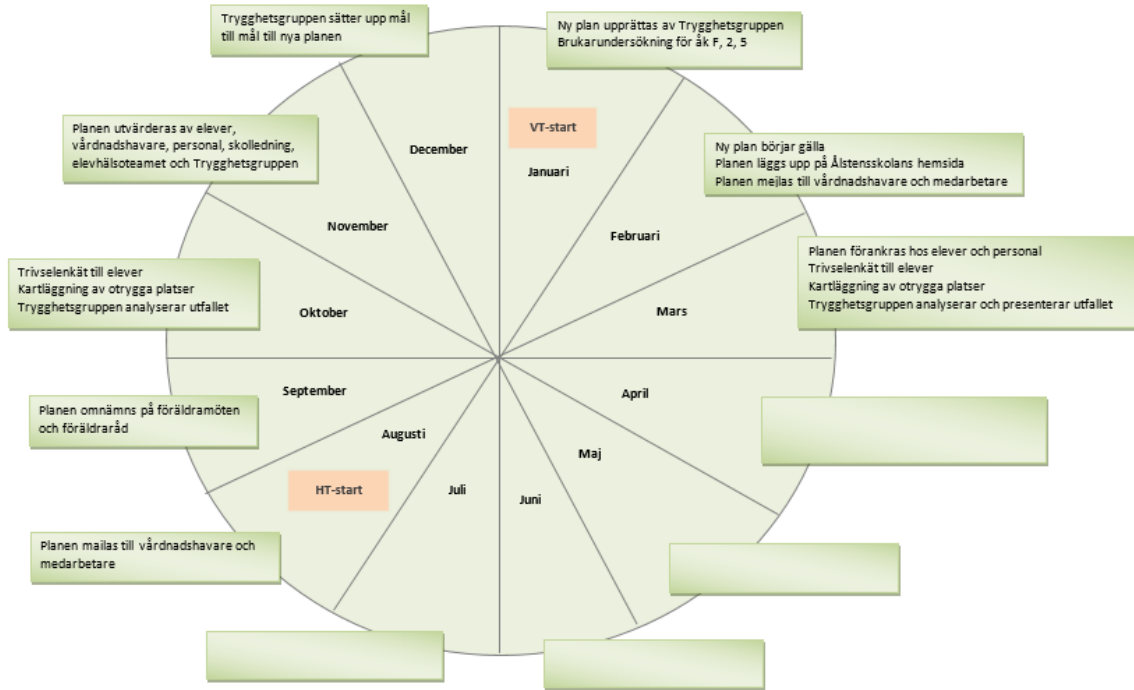 Trygghetsgruppen sätter upp mål
till mål till nya planen
Ny plan upprättas av Trygghetsgruppen
Brukarundersökning för åk F, 2, 5
VT-start
Januari
December
Ny plan börjar gälla
Planen läggs upp på Ålstensskolans hemsida
Planen mejlas till vårdnadshavare och medarbetare
Februari
Planen utvärderas av elever,
vårdnadshavare, personal, skolledning,
elevhälsoteamet och Trygghetsgruppen
November
Planen förankras hos elever och personal
Trivselenkät till elever
Kartläggning av otrygga platser
Trygghetsgruppen analyserar och presenterar utfallet
Mars
Trivselenkät till elever
Kartläggning av otrygga platser
Trygghetsgruppen analyserar utfallet
Oktober
September
April
Planen omnämns på föräldramöten
och föräldraråd
Augusti
Maj
HT-start
Juli
Juni
Planen mailas till vårdnadshavare och
medarbetare